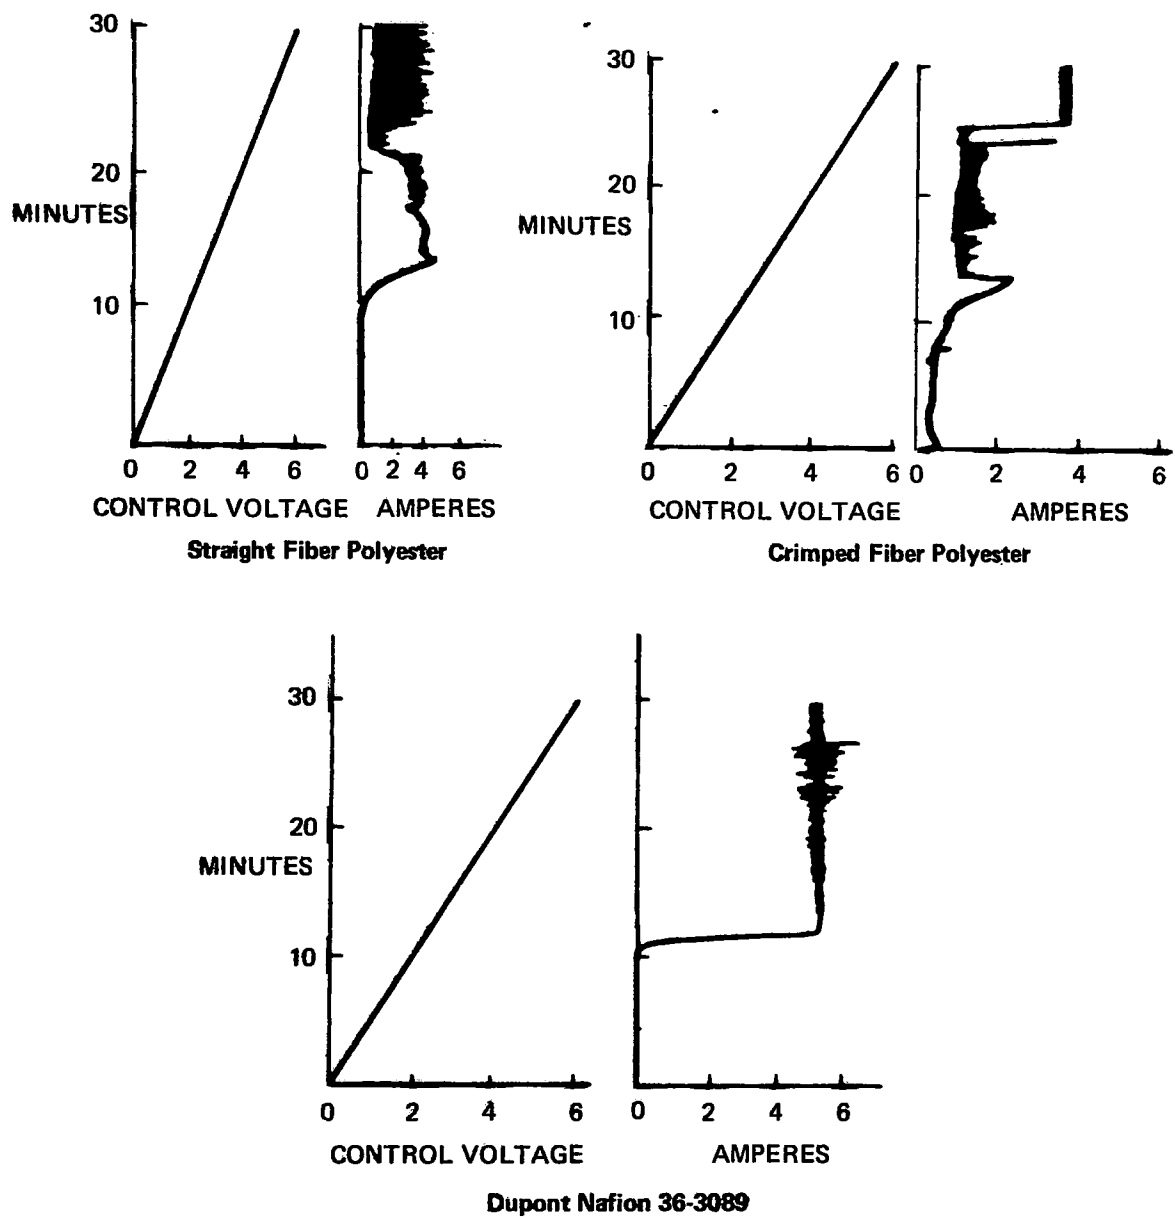 30
20
MINUTES
10
0 2 4 6
CONTROL VOLTAGE
0 2 4 6
AMPERES
Straight Fiber Polyester
30
20
MINUTES
10
0 2 4 6
CONTROL VOLTAGE
0 2 4 6
AMPERES
Crimped Fiber Polyester
30
20
MINUTES
10
0 2 4 6
CONTROL VOLTAGE
0 2 4 6
AMPERES
Dupont Nafion 36-3089